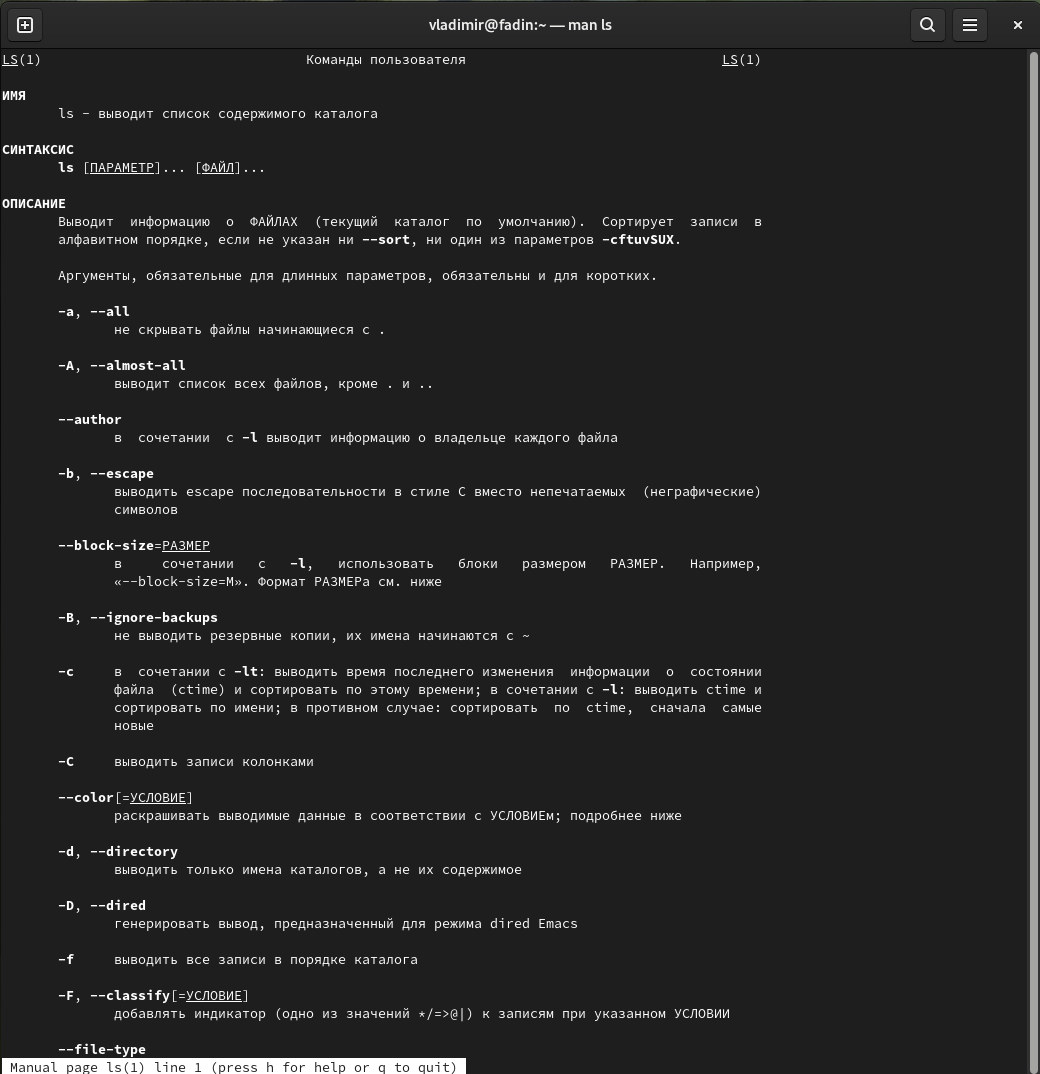 vladimir@fadin:~ — man ls
LS(1) Команды пользователя LS(1)
ИМЯ
ls - выводит список содержимого каталога
СИНТАКСИС
ls [ПАРАМЕТР]... [ФАЙЛ]...
ОПИСАНИЕ
Выводит информацию о ФАЙЛАХ (текущий каталог по умолчанию). Сортирует записи в
алфавитном порядке, если не указан ни --sort, ни один из параметров -cftuvSUX.
Аргументы, обязательные для длинных параметров, обязательны и для коротких.
-a, --all
не скрывать файлы начинающиеся с .
-A, --almost-all
выводит список всех файлов, кроме . и ..
--author
в сочетании с -l выводит информацию о владельце каждого файла
-b, --escape
выводить escape последовательности в стиле C вместо непечатаемых (неграфические)
символов
--block-size=РАЗМЕР
в сочетании с -l, использовать блоки размером РАЗМЕР. Например,
«--block-size=M». Формат РАЗМЕРа см. ниже
-B, --ignore-backups
не выводить резервные копии, их имена начинаются с ~
-c в сочетании с -lt: выводить время последнего изменения информации о состоянии
файла (ctime) и сортировать по этому времени; в сочетании с -l: выводить ctime и
сортировать по имени; в противном случае: сортировать по ctime, сначала самые
новые
-C выводить записи колонками
--color[=УСЛОВИЕ]
раскрашивать выводимые данные в соответствии с УСЛОВИЕм; подробнее ниже
-d, --directory
выводить только имена каталогов, а не их содержимое
-D, --dired
генерировать вывод, предназначенный для режима dired Emacs
-f выводить все записи в порядке каталога
-F, --classify[=УСЛОВИЕ]
добавлять индикатор (одно из значений */=>@|) к записям при указанном УСЛОВИИ
--file-type
Manual page ls(1) line 1 (press h for help or q to quit)